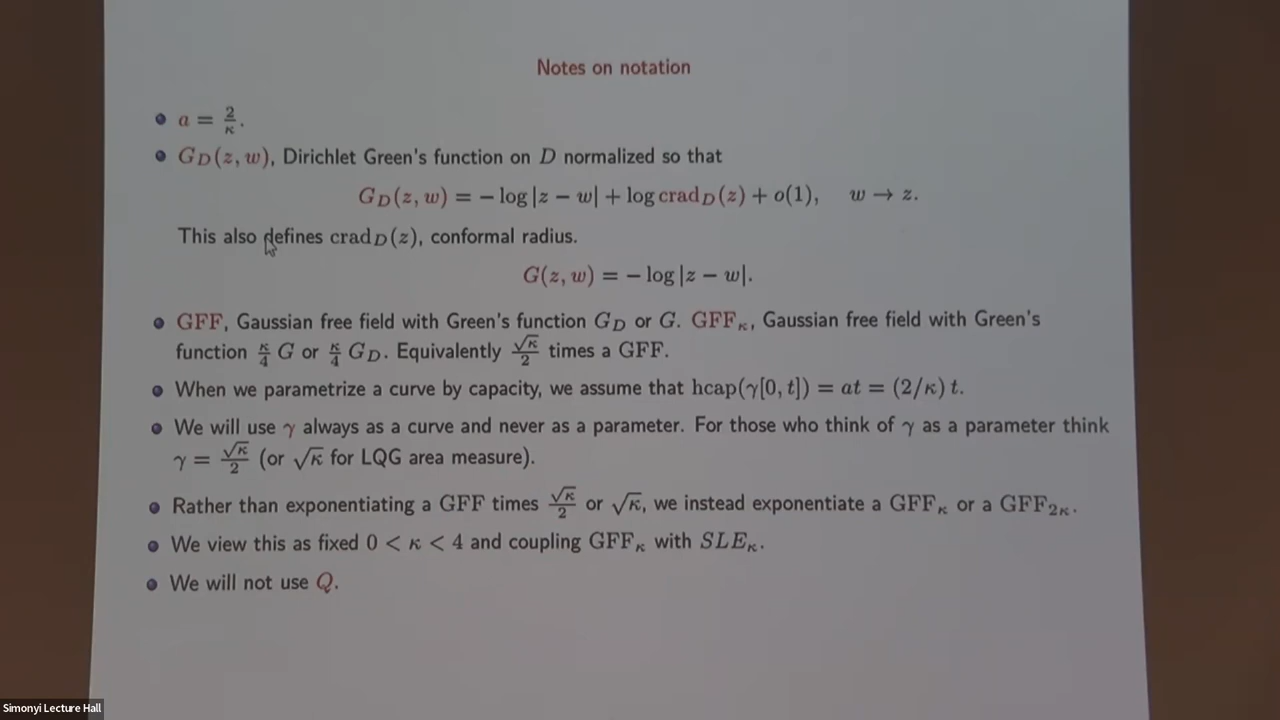 Notes on notation
a = 2/κ.
G_D(z, w), Dirichlet Green's function on D normalized so that
G_D(z, w) = − log |z − w| + log crad_D(z) + o(1), w → z.
This also defines crad_D(z), conformal radius.
G(z, w) = − log |z − w|.
GFF, Gaussian free field with Green's function G_D or G. GFF_κ, Gaussian free field with Green's
function κ/4 G or κ/4 G_D. Equivalently √κ/2 times a GFF.
When we parametrize a curve by capacity, we assume that hcap(γ[0, t]) = at = (2/κ) t.
We will use γ always as a curve and never as a parameter. For those who think of γ as a parameter think
γ = √κ/2 (or √κ for LQG area measure).
Rather than exponentiating a GFF times √κ/2 or √κ, we instead exponentiate a GFF_κ or a GFF_2κ.
We view this as fixed 0 < κ < 4 and coupling GFF_κ with SLE_κ.
We will not use Q.
Simonyi Lecture Hall